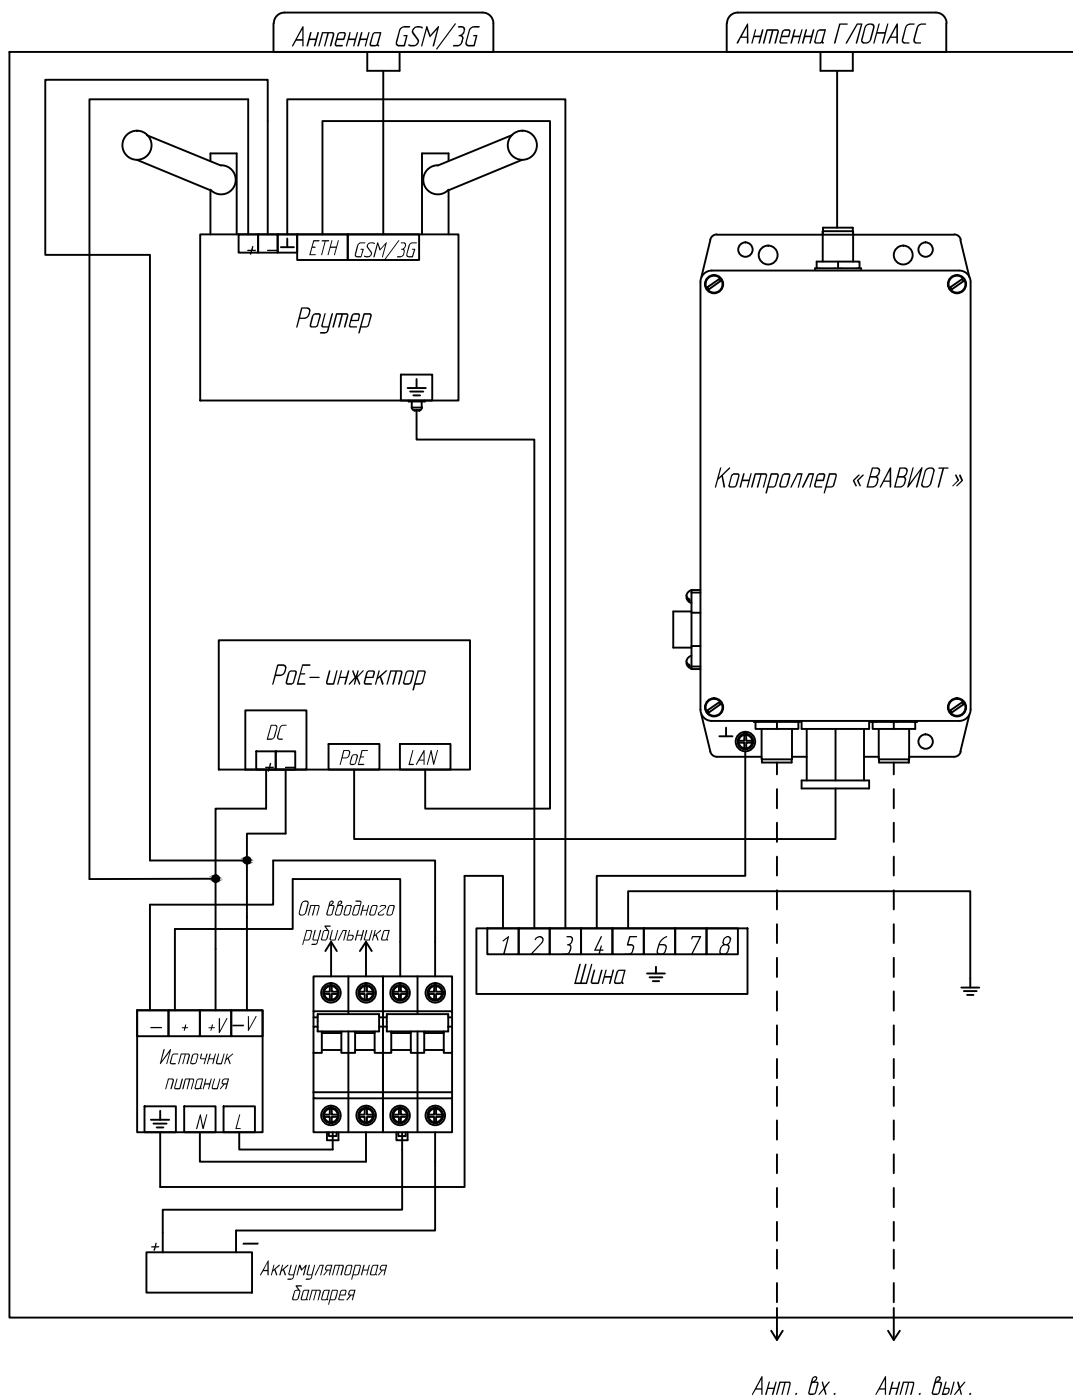 Антенна GSM/3G
Антенна ГЛОНАСС
+ − ⊥ ETH GSM/3G
Роутер
Контроллер «ВАВИОТ»
PoE-инжектор
DC
+ −
PoE
LAN
⊥
От вводного
рубильника
1 2 3 4 5 6 7 8
Шина
− + +V −V
Источник
питания
N L
+ −
Аккумуляторная
батарея
Ант. вх.
Ант. вых.